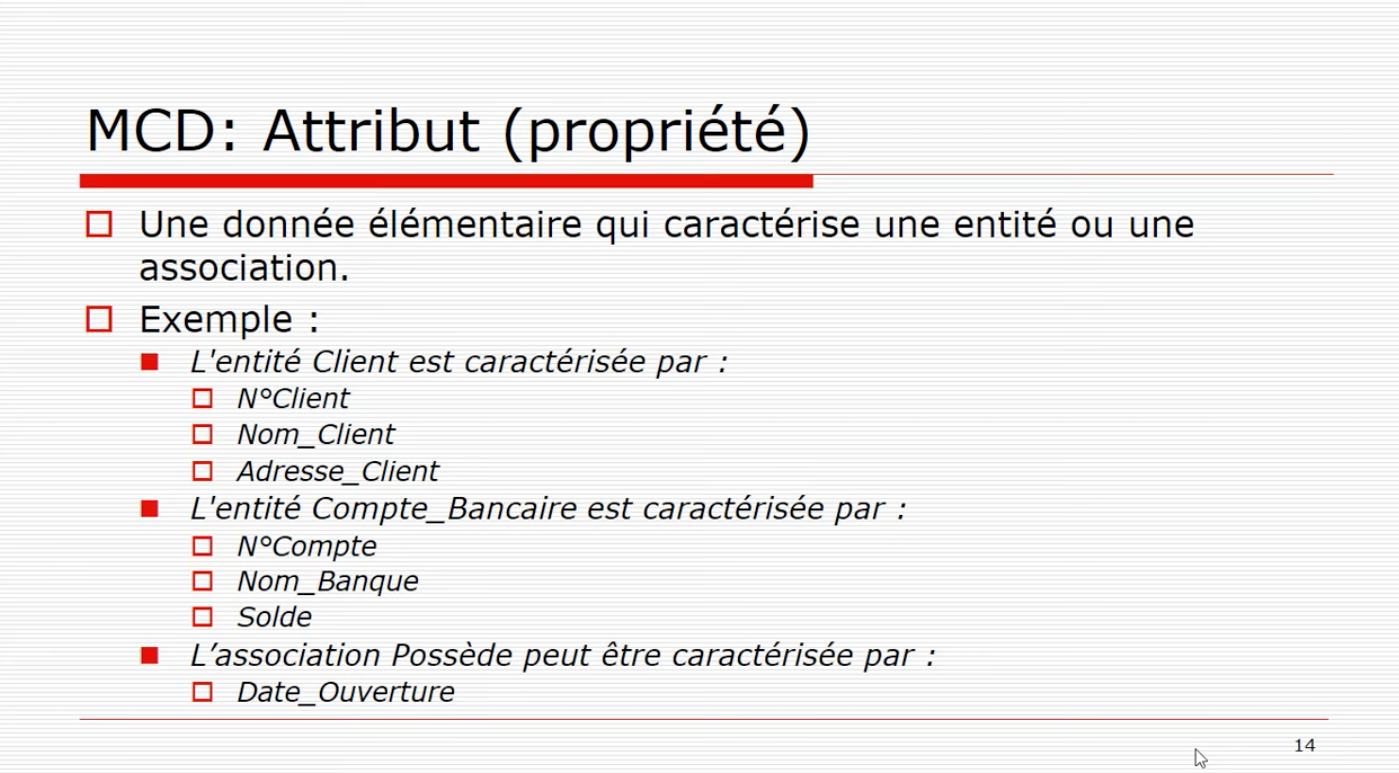 MCD: Attribut (propriété)
Une donnée élémentaire qui caractérise une entité ou une
association.
Exemple :
L'entité Client est caractérisée par :
N°Client
Nom_Client
Adresse_Client
L'entité Compte_Bancaire est caractérisée par :
N°Compte
Nom_Banque
Solde
L’association Possède peut être caractérisée par :
Date_Ouverture
14